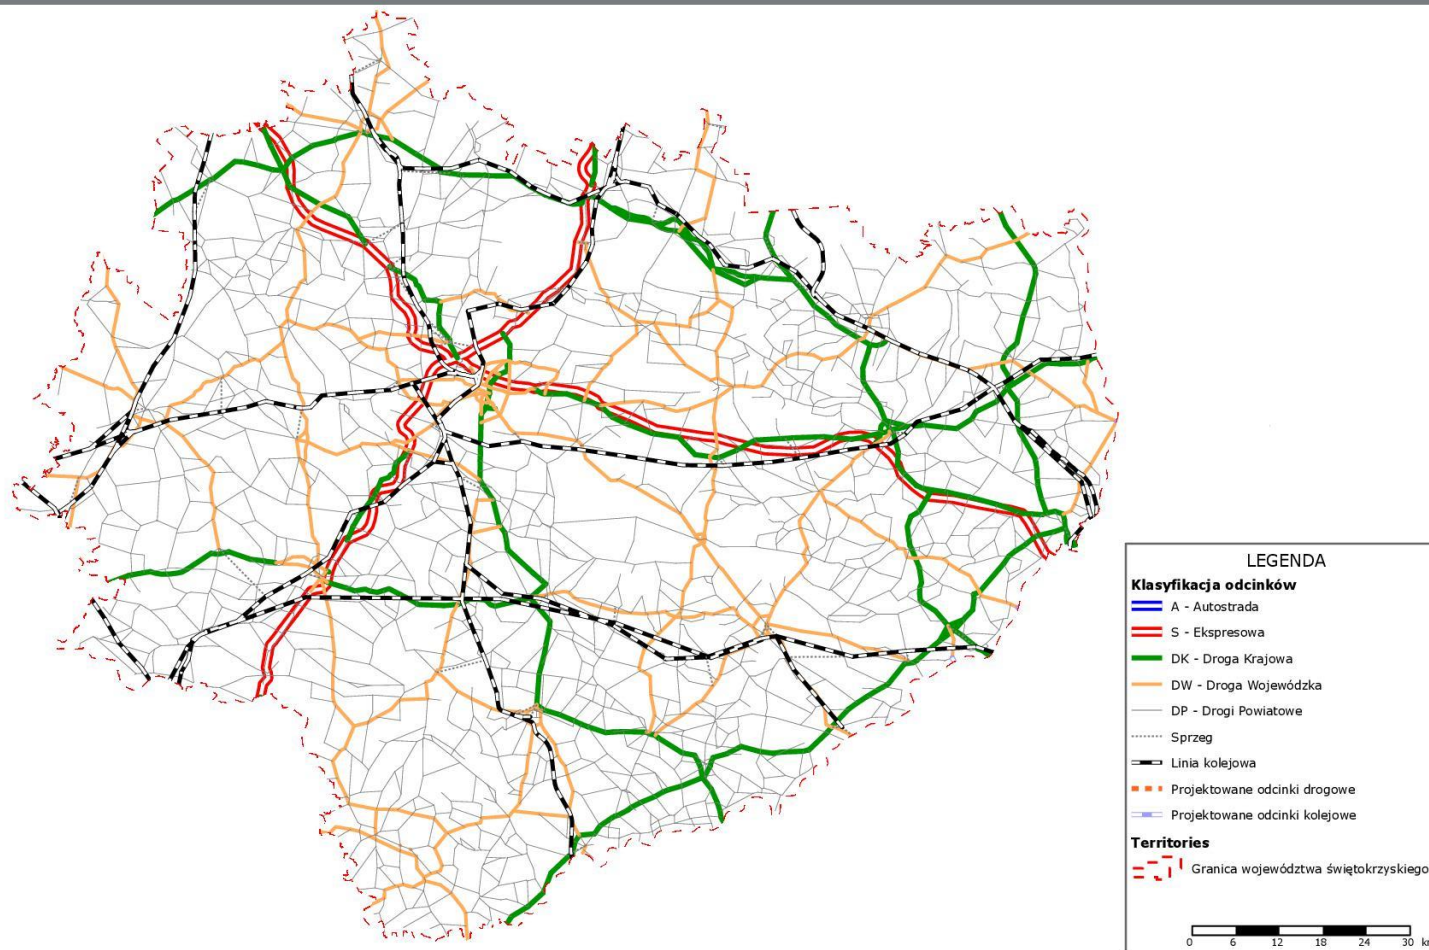 LEGENDA
Klasyfikacja odcinków
A - Autostrada
S - Ekspresowa
DK - Droga Krajowa
DW - Droga Wojewódzka
DP - Drogi Powiatowe
Sprzeg
Linia kolejowa
Projektowane odcinki drogowe
Projektowane odcinki kolejowe
Territories
Granica województwa świętokrzyskiego
0 6 12 18 24 30 k